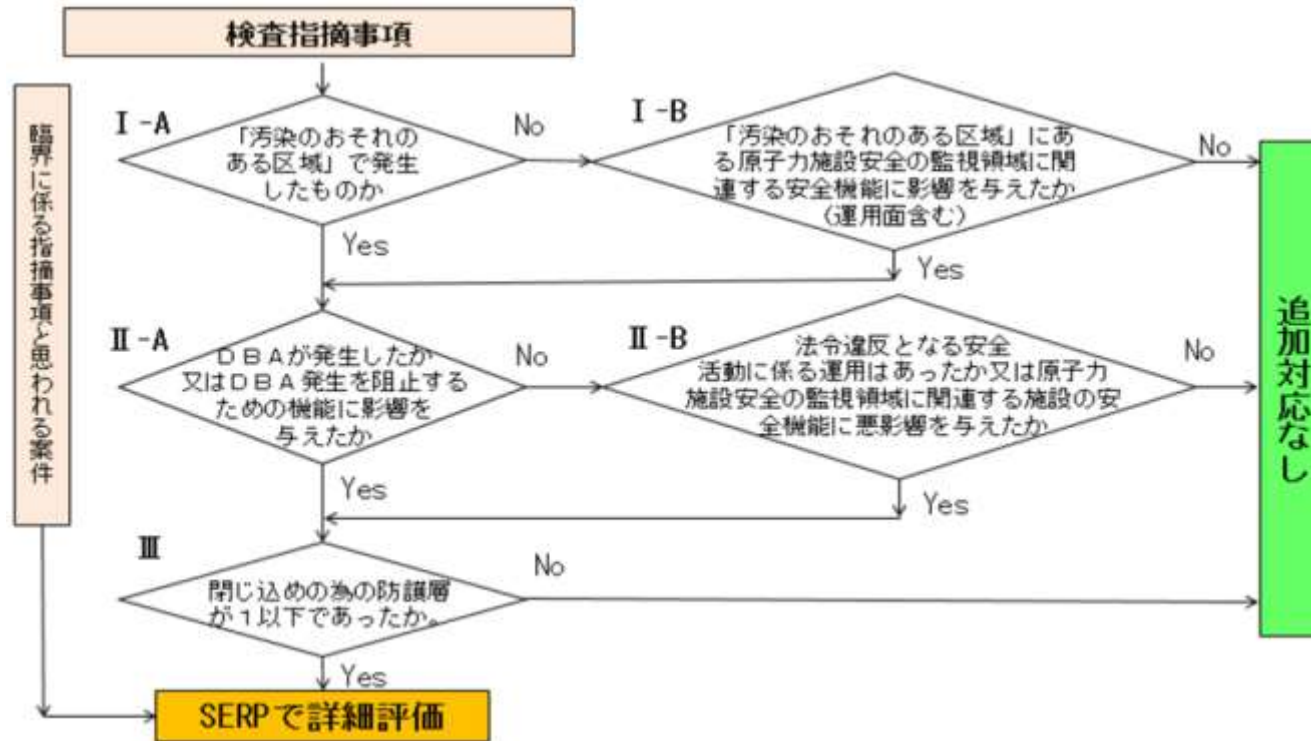 検査指摘事項
臨界に係る指摘事項と思われる案件
Ⅰ-A
「汚染のおそれの
ある区域」で発生
したものか
No
Yes
Ⅰ-B
「汚染のおそれのある区域」にあ
る原子力施設安全の監視領域に関
連する安全機能に影響を与えたか
（運用面含む）
No
Yes
Ⅱ-A
ＤＢＡが発生したか
又はＤＢＡ発生を阻止する
ための機能に影響を
与えたか
No
Yes
Ⅱ-B
法令違反となる安全
活動に係る運用はあったか又は原子力
施設安全の監視領域に関連する施設の安
全機能に悪影響を与えたか
No
Yes
Ⅲ
閉じ込めの為の防護層
が１以下であったか。
No
Yes
追加対応なし
SERPで詳細評価